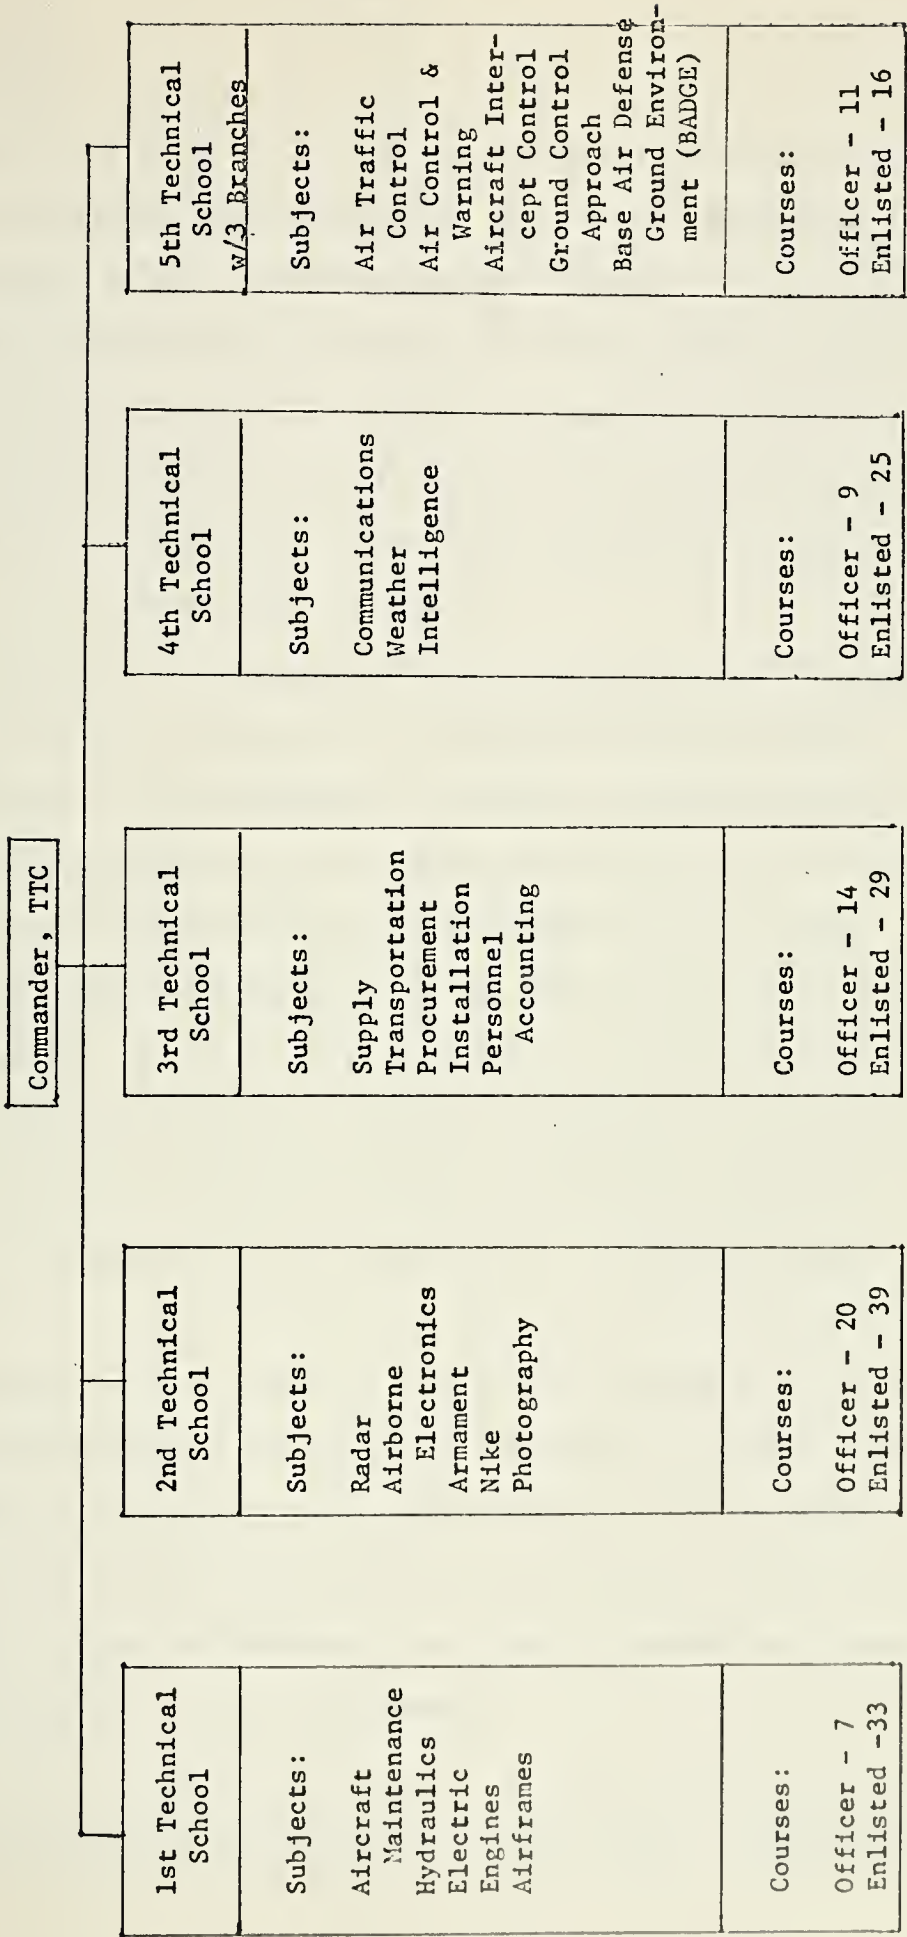 Commander, TTC
1st Technical
School
Subjects:
Aircraft
Maintenance
Hydraulics
Electric
Engines
Airframes
Courses:
Officer - 7
Enlisted -33
2nd Technical
School
Subjects:
Radar
Airborne
Electronics
Armament
Nike
Photography
Courses:
Officer - 20
Enlisted - 39
3rd Technical
School
Subjects:
Supply
Transportation
Procurement
Installation
Personnel
Accounting
Courses:
Officer - 14
Enlisted - 29
4th Technical
School
Subjects:
Communications
Weather
Intelligence
Courses:
Officer - 9
Enlisted - 25
5th Technical
School
w/3 Branches
Subjects:
Air Traffic
Control
Air Control &
Warning
Aircraft Inter-
cept Control
Ground Control
Approach
Base Air Defense
Ground Environ-
ment (BADGE)
Courses:
Officer - 11
Enlisted - 16